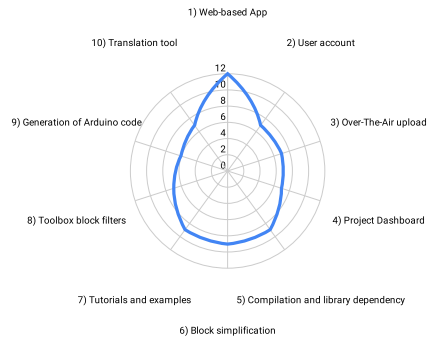 1) Web-based App
10) Translation tool
2) User account
12
10
8
6
4
2
0
9) Generation of Arduino code
3) Over-The-Air upload
8) Toolbox block filters
4) Project Dashboard
7) Tutorials and examples
5) Compilation and library dependency
6) Block simplification